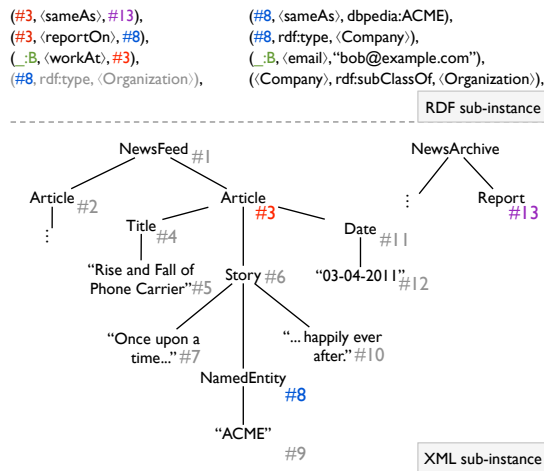 (#3, ⟨sameAs⟩, #13), (#8, ⟨sameAs⟩, dbpedia:ACME),
(#3, ⟨reportOn⟩, #8), (#8, rdf:type, ⟨Company⟩),
(_:B, ⟨workAt⟩, #3), (_:B, ⟨email⟩,“bob@example.com”),
(#8, rdf:type, ⟨Organization⟩), (⟨Company⟩, rdf:subClassOf, ⟨Organization⟩),
RDF sub-instance
NewsFeed #1 NewsArchive
Article #2 Article #3 ⋮ Report #13
⋮ Title #4 Date #11
“Rise and Fall of
Phone Carrier” #5 Story #6 “03-04-2011” #12
“Once upon a “... happily ever
time...” #7 after.” #10
NamedEntity #8
“ACME” #9
XML sub-instance